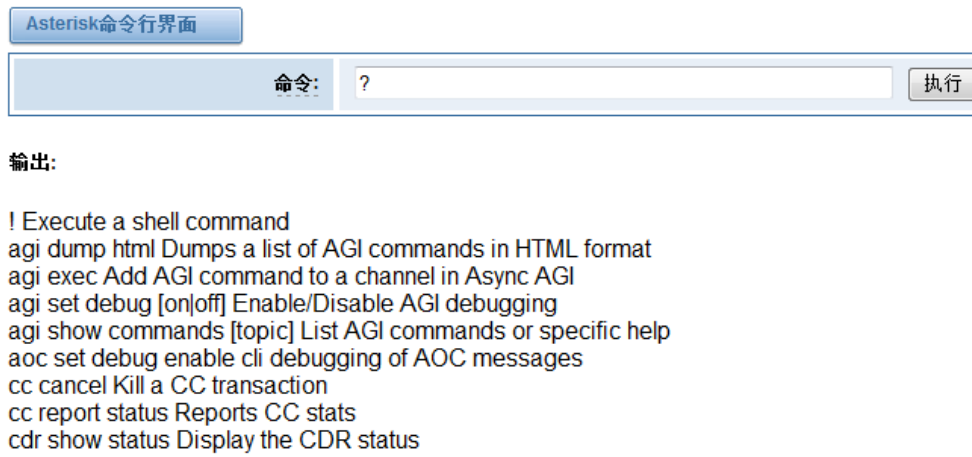 Asterisk命令行界面
命令: ? 执行
输出:
! Execute a shell command
agi dump html Dumps a list of AGI commands in HTML format
agi exec Add AGI command to a channel in Async AGI
agi set debug [on|off] Enable/Disable AGI debugging
agi show commands [topic] List AGI commands or specific help
aoc set debug enable cli debugging of AOC messages
cc cancel Kill a CC transaction
cc report status Reports CC stats
cdr show status Display the CDR status